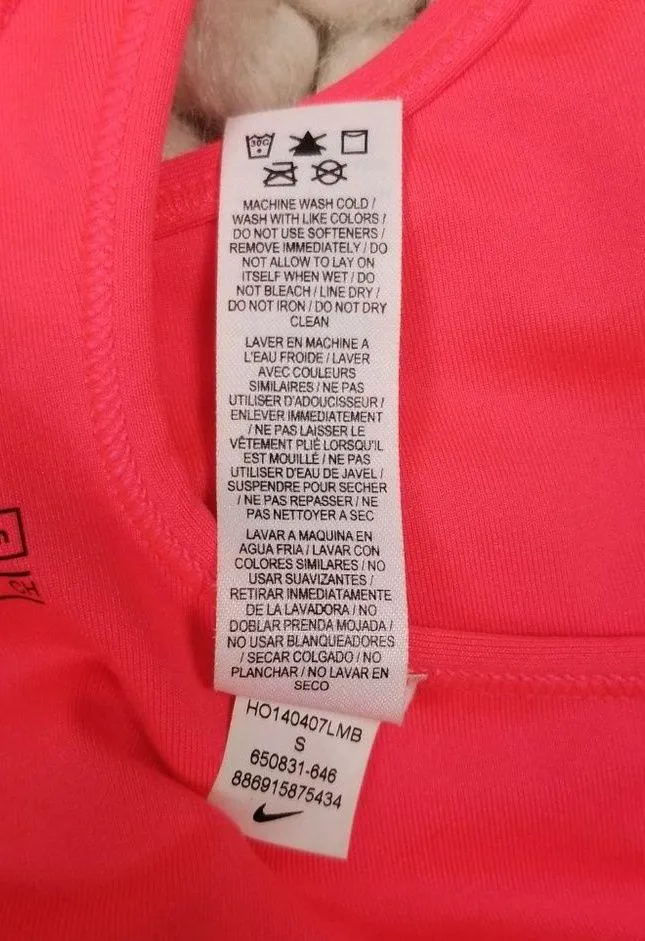 30C
MACHINE WASH COLD /
WASH WITH LIKE COLORS /
DO NOT USE SOFTENERS /
REMOVE IMMEDIATELY / DO
NOT ALLOW TO LAY ON
ITSELF WHEN WET / DO
NOT BLEACH / LINE DRY /
DO NOT IRON / DO NOT DRY
CLEAN
LAVER EN MACHINE A
L'EAU FROIDE / LAVER
AVEC COULEURS
SIMILAIRES / NE PAS
UTILISER D'ADOUCISSEUR /
ENLEVER IMMEDIATEMENT
/ NE PAS LAISSER LE
VÊTEMENT PLIÉ LORSQU'IL
EST MOUILLÉ / NE PAS
UTILISER D'EAU DE JAVEL /
SUSPENDRE POUR SECHER
/ NE PAS REPASSER / NE
PAS NETTOYER A SEC
LAVAR A MAQUINA EN
AGUA FRIA / LAVAR CON
COLORES SIMILARES / NO
USAR SUAVIZANTES /
RETIRAR INMEDIATAMENTE
DE LA LAVADORA / NO
DOBLAR PRENDA MOJADA /
NO USAR BLANQUEADORES
/ SECAR COLGADO / NO
PLANCHAR / NO LAVAR EN
SECO
HO140407LMB
S
650831-646
886915875434